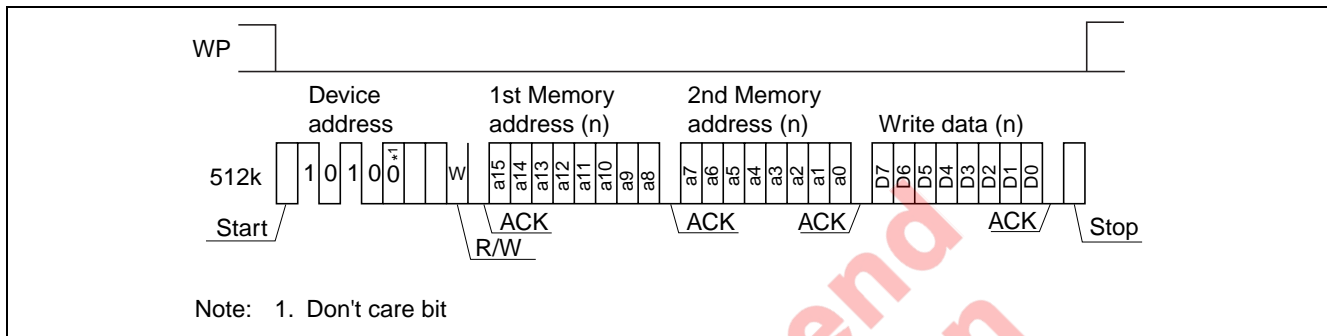 WP
Device address
1st Memory address (n)
2nd Memory address (n)
Write data (n)
512k
1 0 1 0 0 0*1 W a15 a14 a13 a12 a11 a10 a9 a8 a7 a6 a5 a4 a3 a2 a1 a0 D7 D6 D5 D4 D3 D2 D1 D0
Start
R/W
ACK
ACK
ACK
ACK
Stop
Note: 1. Don't care bit
end